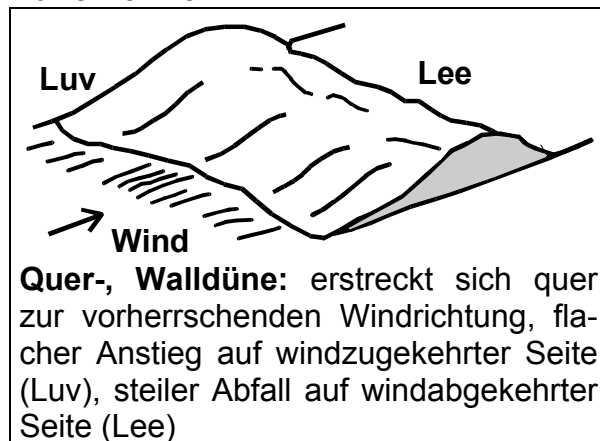 Luv
Lee
Wind
Quer-, Walldüne: erstreckt sich quer
zur vorherrschenden Windrichtung, fla-
cher Anstieg auf windzugekehrter Seite
(Luv), steiler Abfall auf windabgekehrter
Seite (Lee)